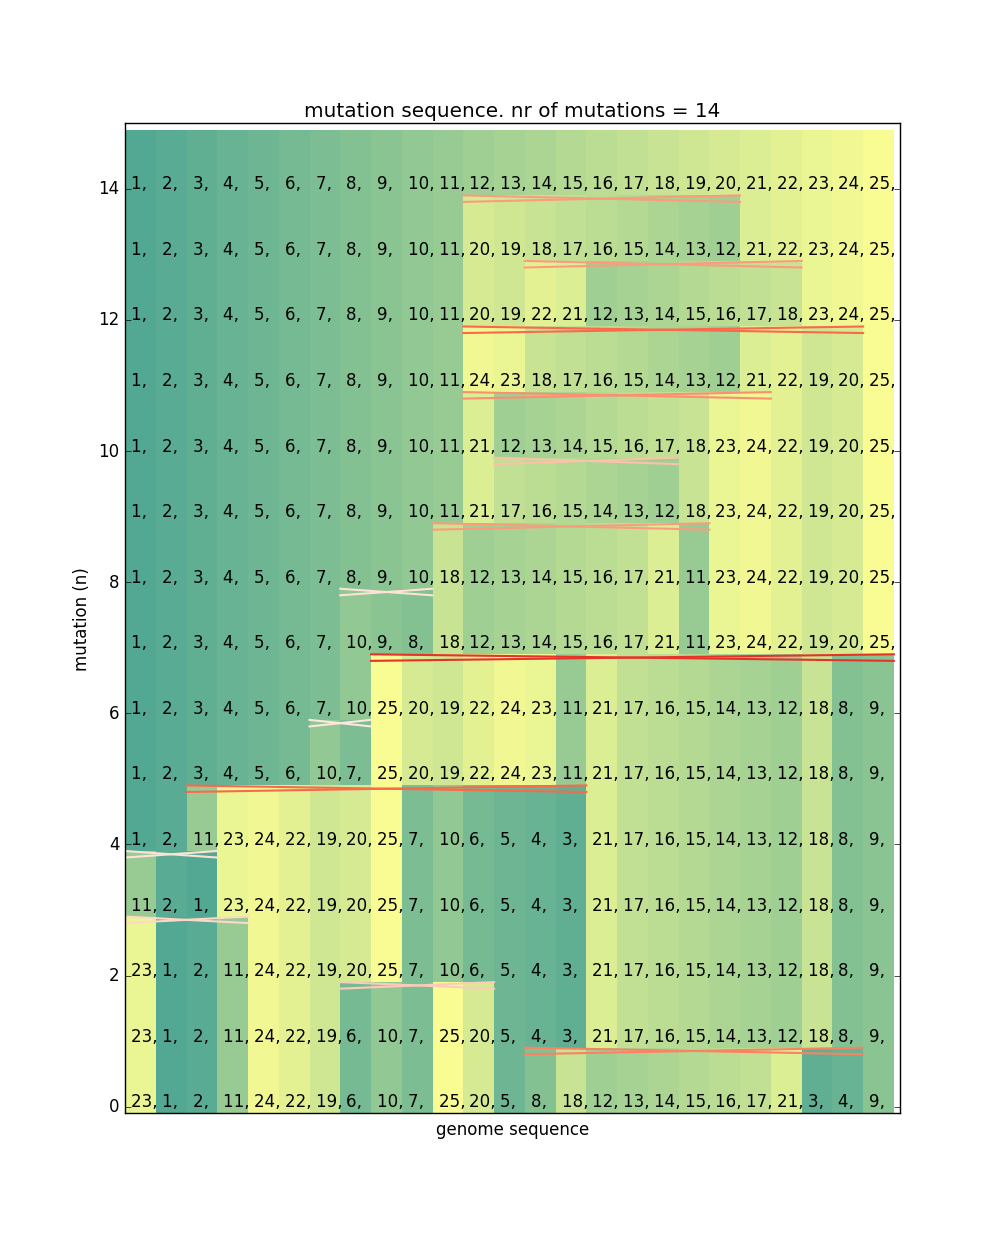 mutation sequence. nr of mutations = 14
14 1, 2, 3, 4, 5, 6, 7, 8, 9, 10, 11, 12, 13, 14, 15, 16, 17, 18, 19, 20, 21, 22, 23, 24, 25,
1, 2, 3, 4, 5, 6, 7, 8, 9, 10, 11, 20, 19, 18, 17, 16, 15, 14, 13, 12, 21, 22, 23, 24, 25,
12 1, 2, 3, 4, 5, 6, 7, 8, 9, 10, 11, 20, 19, 22, 21, 12, 13, 14, 15, 16, 17, 18, 23, 24, 25,
1, 2, 3, 4, 5, 6, 7, 8, 9, 10, 11, 24, 23, 18, 17, 16, 15, 14, 13, 12, 21, 22, 19, 20, 25,
10 1, 2, 3, 4, 5, 6, 7, 8, 9, 10, 11, 21, 12, 13, 14, 15, 16, 17, 18, 23, 24, 22, 19, 20, 25,
1, 2, 3, 4, 5, 6, 7, 8, 9, 10, 11, 21, 17, 16, 15, 14, 13, 12, 18, 23, 24, 22, 19, 20, 25,
8 1, 2, 3, 4, 5, 6, 7, 8, 9, 10, 18, 12, 13, 14, 15, 16, 17, 21, 11, 23, 24, 22, 19, 20, 25,
1, 2, 3, 4, 5, 6, 7, 10, 9, 8, 18, 12, 13, 14, 15, 16, 17, 21, 11, 23, 24, 22, 19, 20, 25,
6 1, 2, 3, 4, 5, 6, 7, 10, 25, 20, 19, 22, 24, 23, 11, 21, 17, 16, 15, 14, 13, 12, 18, 8, 9,
1, 2, 3, 4, 5, 6, 10, 7, 25, 20, 19, 22, 24, 23, 11, 21, 17, 16, 15, 14, 13, 12, 18, 8, 9,
4 1, 2, 11, 23, 24, 22, 19, 20, 25, 7, 10, 6, 5, 4, 3, 21, 17, 16, 15, 14, 13, 12, 18, 8, 9,
11, 2, 1, 23, 24, 22, 19, 20, 25, 7, 10, 6, 5, 4, 3, 21, 17, 16, 15, 14, 13, 12, 18, 8, 9,
2 23, 1, 2, 11, 24, 22, 19, 20, 25, 7, 10, 6, 5, 4, 3, 21, 17, 16, 15, 14, 13, 12, 18, 8, 9,
23, 1, 2, 11, 24, 22, 19, 6, 10, 7, 25, 20, 5, 4, 3, 21, 17, 16, 15, 14, 13, 12, 18, 8, 9,
0 23, 1, 2, 11, 24, 22, 19, 6, 10, 7, 25, 20, 5, 8, 18, 12, 13, 14, 15, 16, 17, 21, 3, 4, 9,
mutation (n)
genome sequence